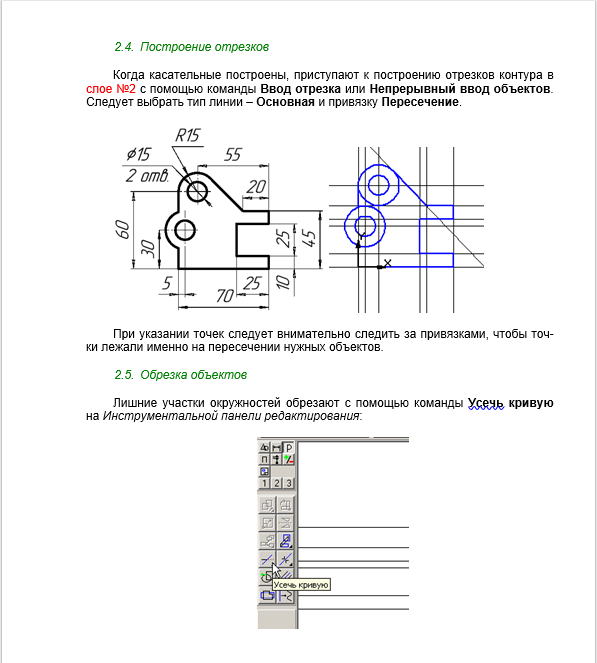 2.4. Построение отрезков
Когда касательные построены, приступают к построению отрезков контура в
слое №2 с помощью команды Ввод отрезка или Непрерывный ввод объектов.
Следует выбрать тип линии – Основная и привязку Пересечение.
R15
ϕ15
2 отв.
55
20
60
30
25
45
5
25
10
70
Y
X
При указании точек следует внимательно следить за привязками, чтобы точ-
ки лежали именно на пересечении нужных объектов.
2.5. Обрезка объектов
Лишние участки окружностей обрезают с помощью команды Усечь кривую
на Инструментальной панели редактирования:
P
П
1 2 3
Усечь кривую